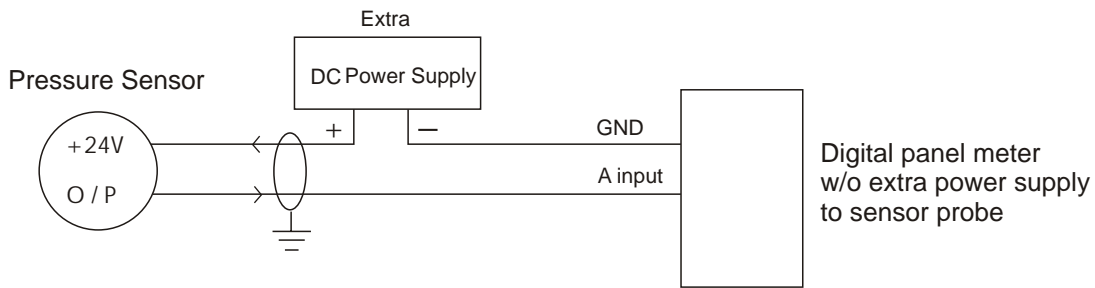 Extra
DC Power Supply
Pressure Sensor
+24V
O / P
+
—
GND
A input
Digital panel meter
w/o extra power supply
to sensor probe